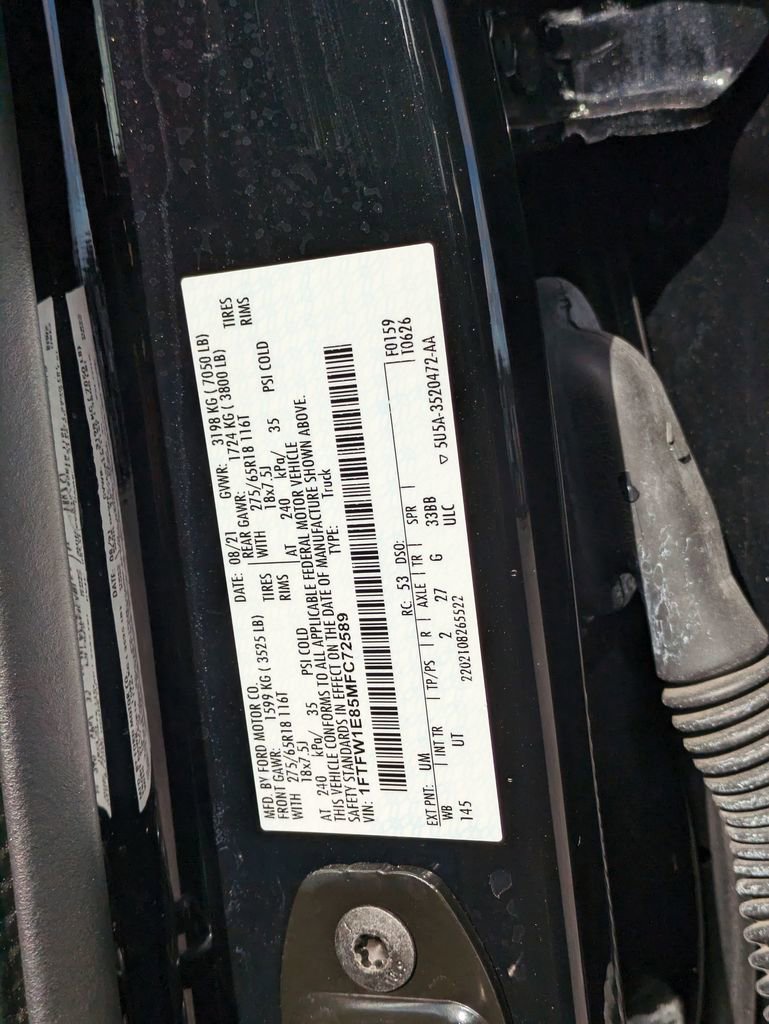 MFD. BY FORD MOTOR CO. DATE: 08/21 GVWR: 3198 KG ( 7050 LB)
FRONT GAWR: 1599 KG ( 3525 LB) REAR GAWR: 1724 KG ( 3800 LB)
WITH 275/65R18 116T TIRES WITH 275/65R18 116T TIRES
18x7.5J RIMS 18x7.5J RIMS
AT 240 kPa/ 35 PSI COLD AT 240 kPa/ 35 PSI COLD
THIS VEHICLE CONFORMS TO ALL APPLICABLE FEDERAL MOTOR VEHICLE
SAFETY STANDARDS IN EFFECT ON THE DATE OF MANUFACTURE SHOWN ABOVE.
VIN: 1FTFW1E85MFC72589 TYPE: Truck
F0159
EXT PNT: UM RC: 53 DSO: T0626
WB INT TR TP/PS R AXLE TR SPR
145 UT 2 27 G 33BB
2202108265522 ULC ▽ 5U5A-3520472-AA